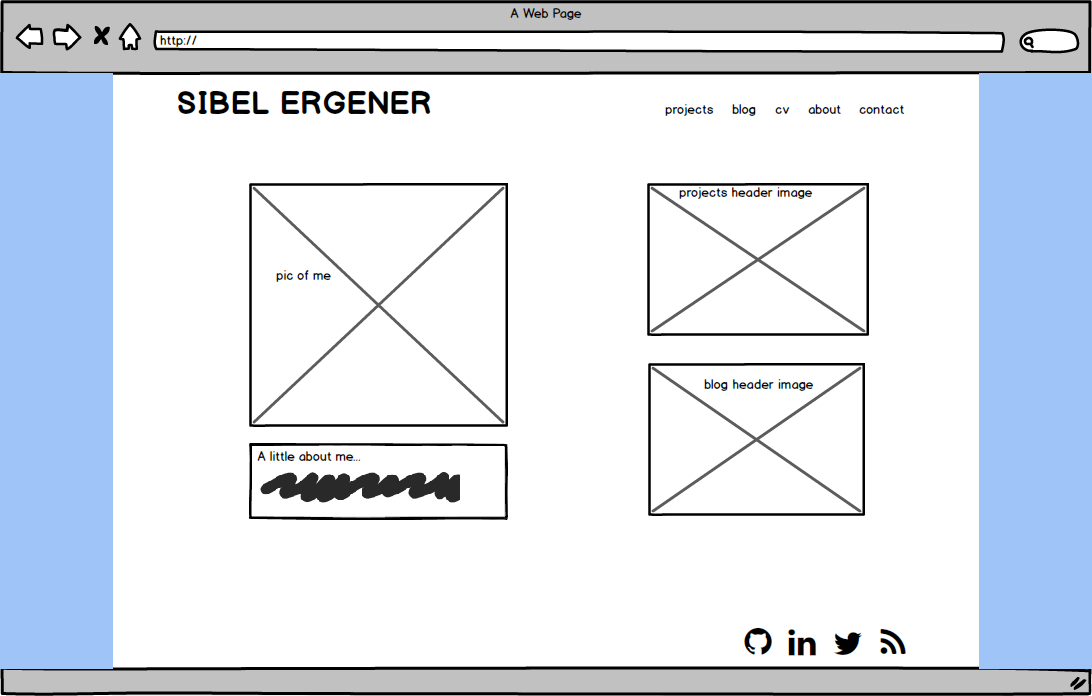 A Web Page
http://
SIBEL ERGENER
projects blog cv about contact
projects header image
pic of me
blog header image
A little about me...
in